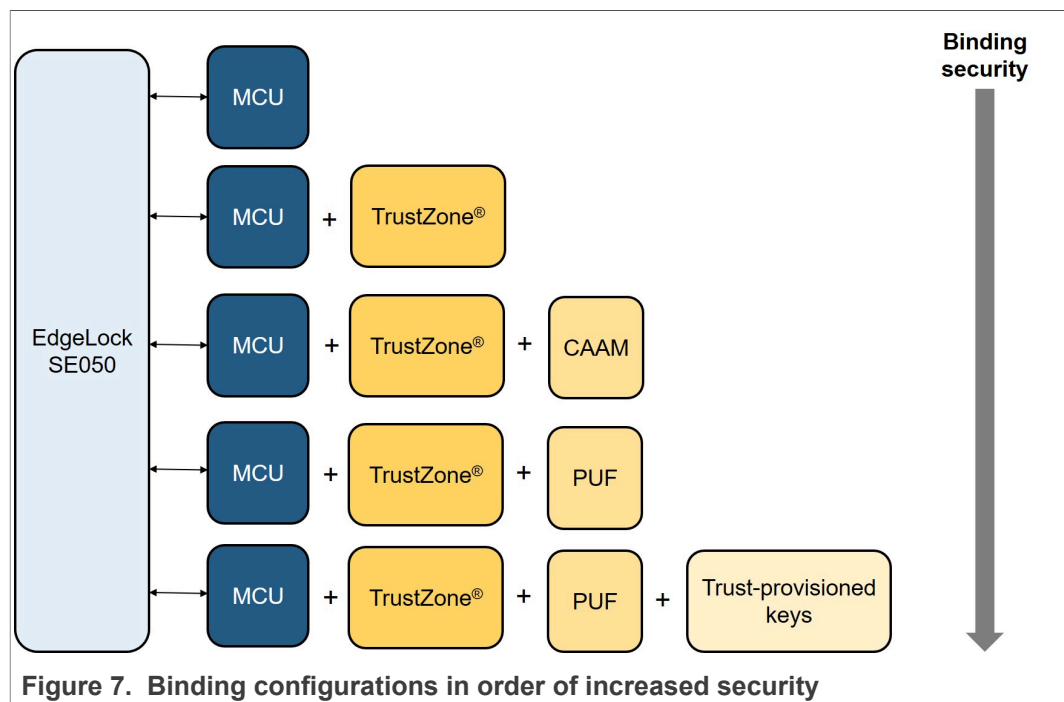 Binding
security
MCU
MCU + TrustZone®
EdgeLock
SE050
MCU + TrustZone® + CAAM
MCU + TrustZone® + PUF
MCU + TrustZone® + PUF + Trust-provisioned
keys
Figure 7. Binding configurations in order of increased security